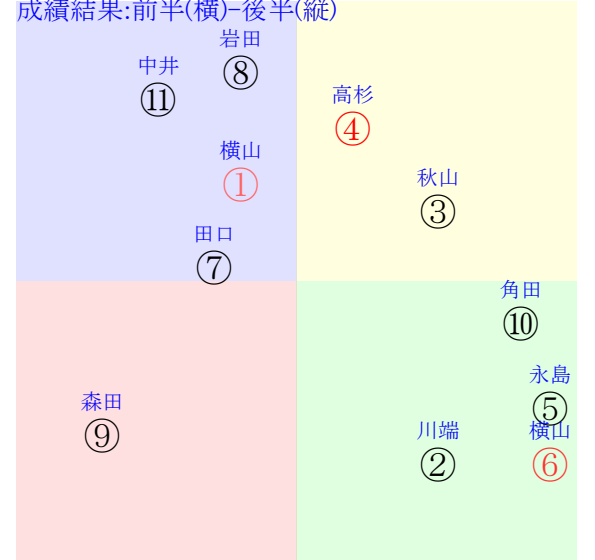 成績結果:前半(横)-後半(縦)
岩田
⑧
中井
⑪
高杉
④
横山
①
秋山
③
田口
⑦
角田
⑩
永島
⑤
森田
⑨
川端
②
横山
⑥